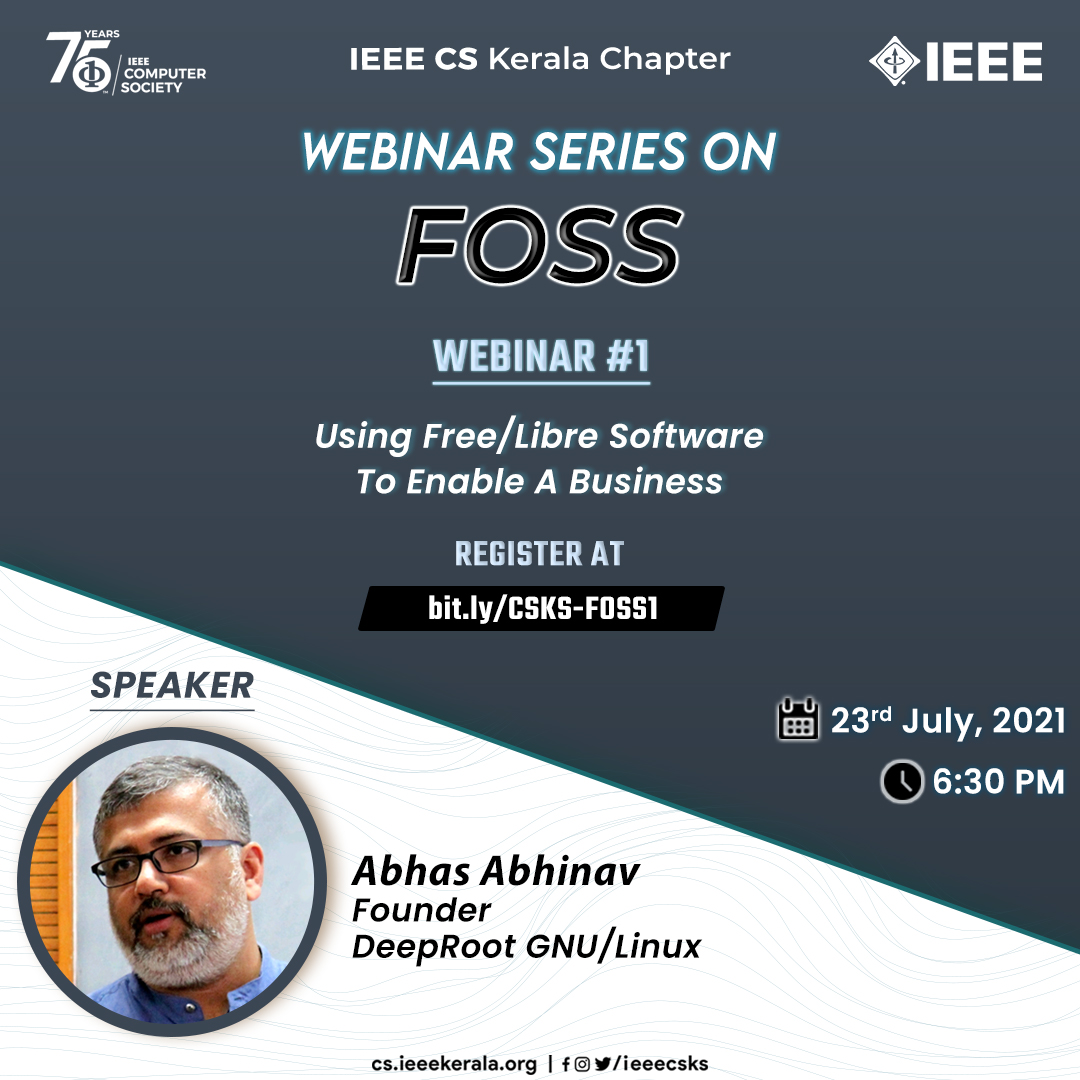 75 YEARS
IEEE
COMPUTER
SOCIETY
IEEE CS Kerala Chapter
IEEE
WEBINAR SERIES ON
FOSS
WEBINAR #1
Using Free/Libre Software
To Enable A Business
REGISTER AT
bit.ly/CSKS-FOSS1
SPEAKER
23rd July, 2021
6:30 PM
Abhas Abhinav
Founder
DeepRoot GNU/Linux
cs.ieeekerala.org | /ieeecsks